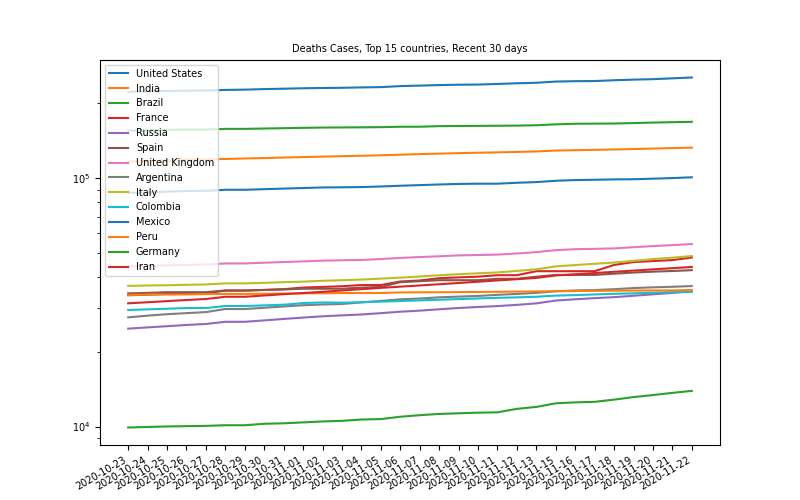 Deaths Cases, Top 15 countries, Recent 30 days
United States
India
Brazil
France
Russia
Spain
United Kingdom
Argentina
Italy
Colombia
Mexico
Peru
Germany
Iran
10⁵
10⁴
2020-10-23
2020-10-24
2020-10-25
2020-10-26
2020-10-27
2020-10-28
2020-10-29
2020-10-30
2020-10-31
2020-11-01
2020-11-02
2020-11-03
2020-11-04
2020-11-05
2020-11-06
2020-11-07
2020-11-08
2020-11-09
2020-11-10
2020-11-11
2020-11-12
2020-11-13
2020-11-15
2020-11-16
2020-11-17
2020-11-18
2020-11-19
2020-11-20
2020-11-21
2020-11-22